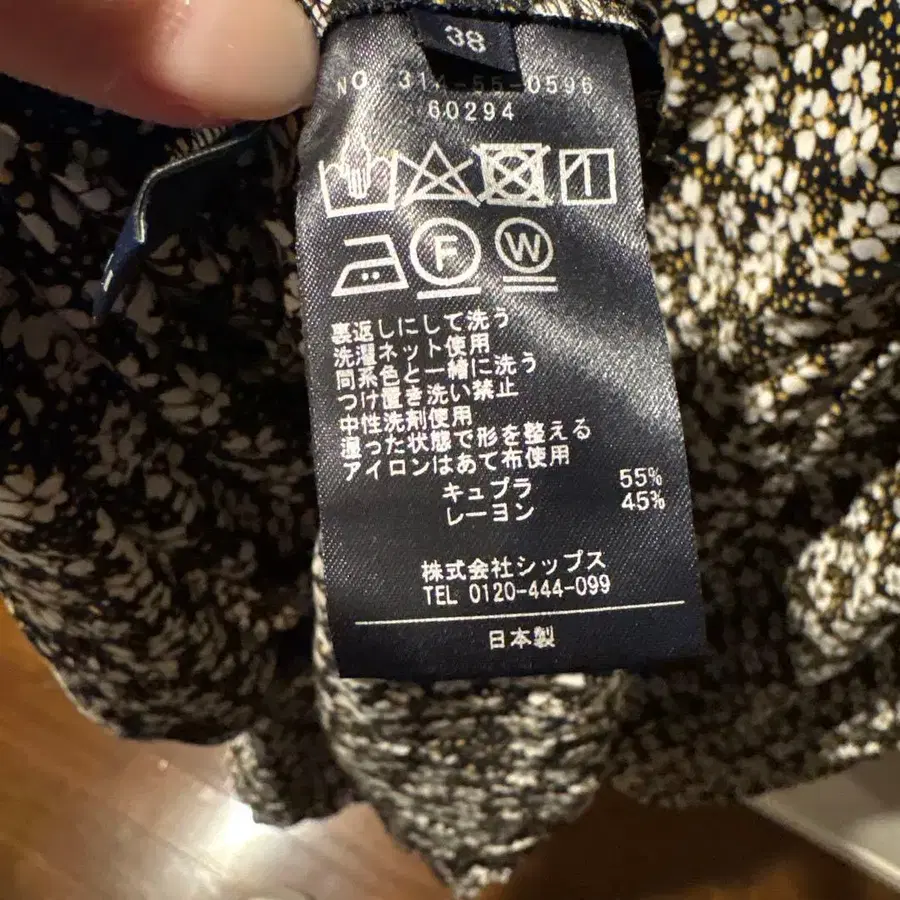 38
NO. 314-55-0596
60294
F W
裏返しにして洗う
洗濯ネット使用
同系色と一緒に洗う
つけ置き洗い禁止
中性洗剤使用
湿った状態で形を整える
アイロンはあて布使用
キュプラ 55%
レーヨン 45%
株式会社シップス
TEL 0120-444-099
日本製